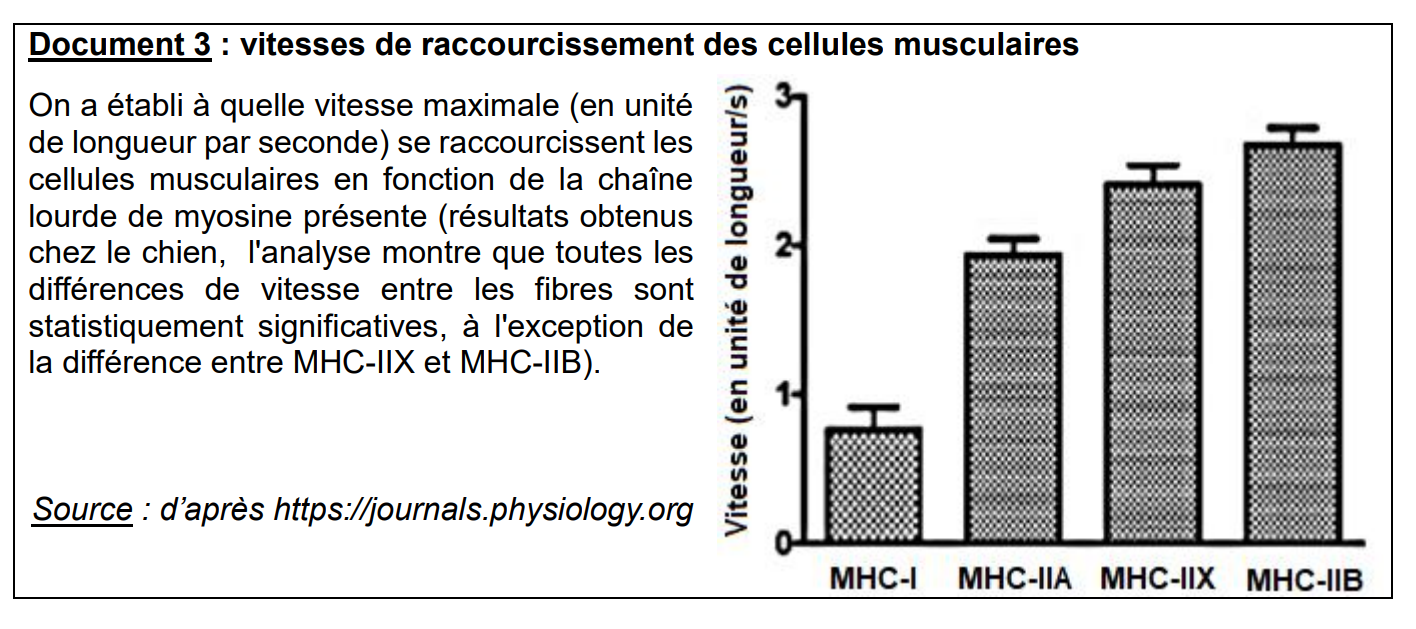 Document 3 : vitesses de raccourcissement des cellules musculaires
On a établi à quelle vitesse maximale (en unité
de longueur par seconde) se raccourcissent les
cellules musculaires en fonction de la chaîne
lourde de myosine présente (résultats obtenus
chez le chien, l'analyse montre que toutes les
différences de vitesse entre les fibres sont
statistiquement significatives, à l'exception de
la différence entre MHC-IIX et MHC-IIB).
Source : d’après https://journals.physiology.org
Vitesse (en unité de longueur/s)
3
2
1
0
MHC-I MHC-IIA MHC-IIX MHC-IIB